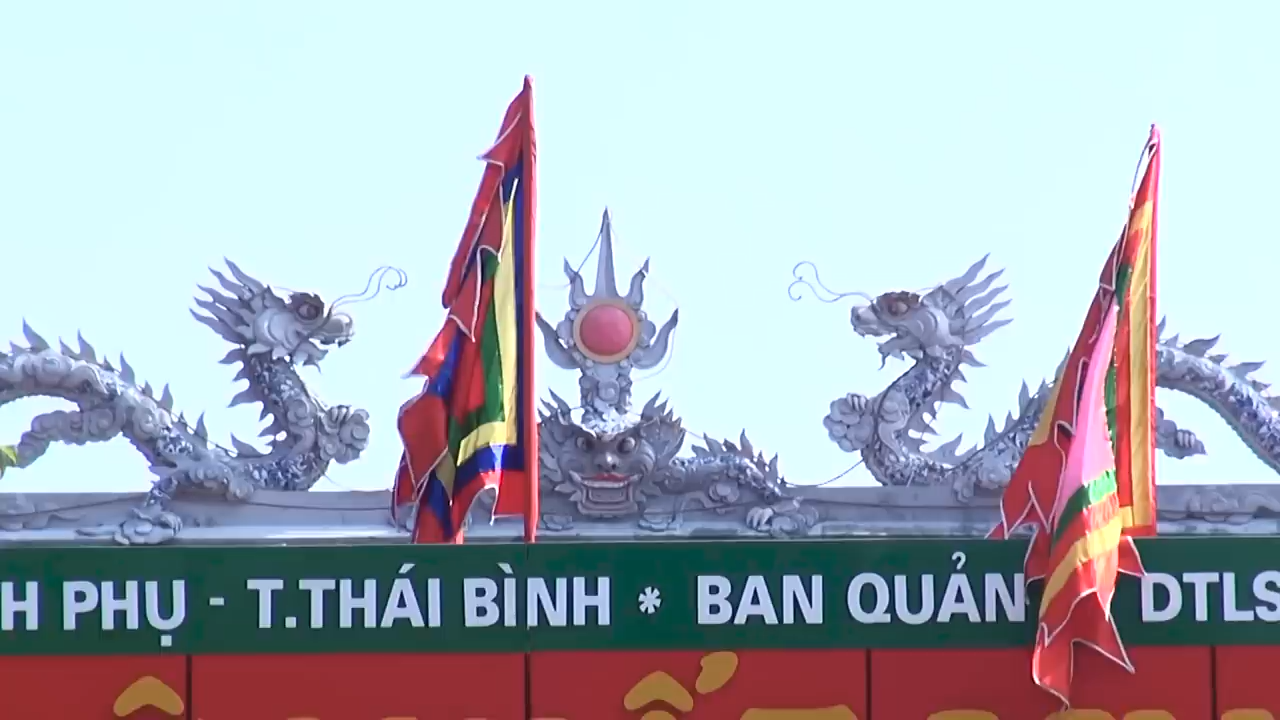 H PHỤ - T.THÁI BÌNH * BAN QUẢN DTLS